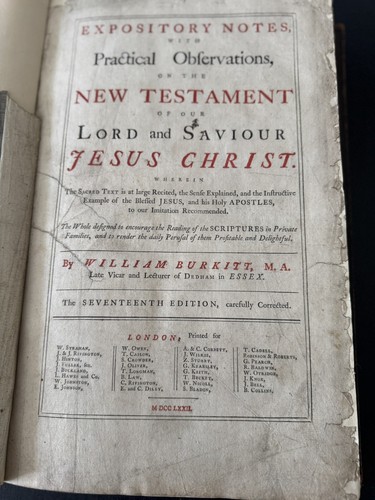 EXPOSITORY NOTES,
WITH
Practical Observations,
ON THE
NEW TESTAMENT
OF OUR
LORD and SAVIOUR
JESUS CHRIST.
WHEREIN
The SACRED TEXT is at large Recited, the Sense Explained, and the Instructive
Example of the Blessed JESUS, and his Holy APOSTLES,
to our Imitation Recommended.
The Whole designed to encourage the Reading of the SCRIPTURES in Private
Families, and to render the daily Perusal of them Profitable and Delightful.
By WILLIAM BURKITT, M. A.
Late Vicar and Lecturer of DEDHAM in ESSEX.
The SEVENTEENTH EDITION, carefully Corrected.
LONDON, Printed for
W. STRAHAN,
J. & J. RIVINGTON,
J. HINTON,
J. FULLER,
J. BUCKLAND,
L. HAWES and Co.
W. JOHNSTON,
E. JOHNSON,
W. OWEN,
T. CASLON,
S. CROWDER,
J. OLIVER,
T. LONGMAN,
B. LAW,
C. RIVINGTON,
E. and C. DILLY,
A. & C. CORBETT,
J. WILKIE,
Z. STUART,
G. KEARSLEY,
G. KEITH,
T. BECKET,
W. NICOLL,
S. BLADON,
T. CADELL,
ROBINSON & ROBERTS,
G. PEARCH,
R. BALDWIN,
W. OTRIDGE,
J. KNOX,
J. BELL,
B. COLLINS,
M DCC LXXII.